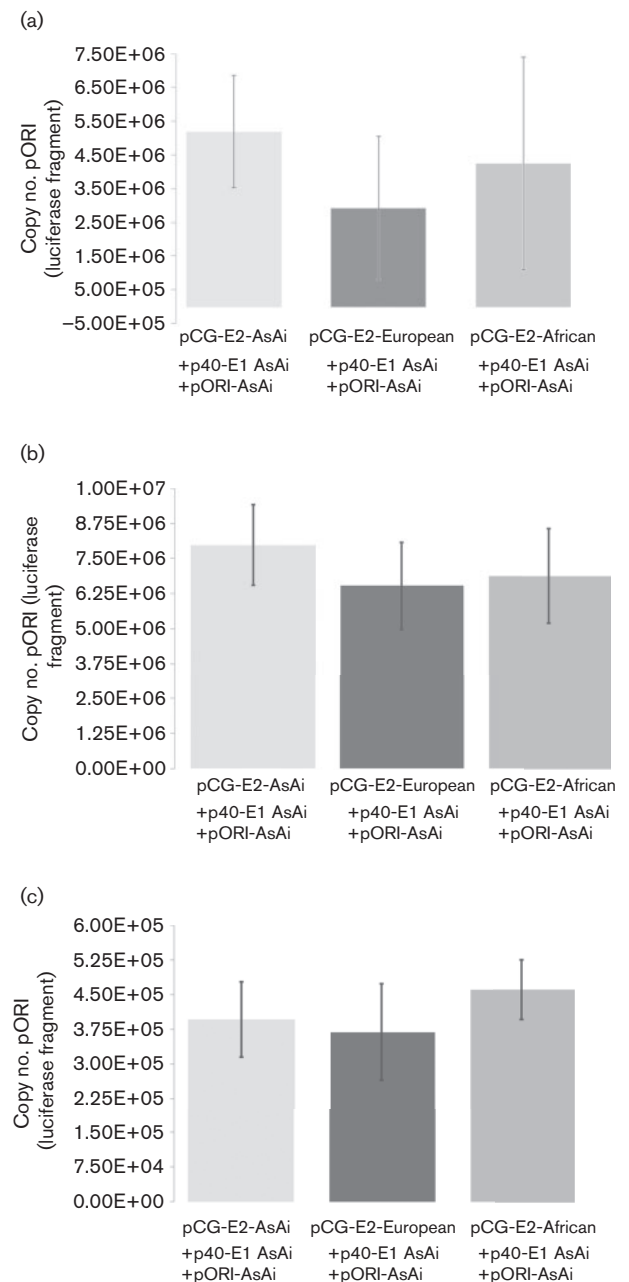 (a)
7.50E+06
6.50E+06
5.50E+06
4.50E+06
3.50E+06
2.50E+06
1.50E+06
5.00E+05
−5.00E+05
Copy no. pORI
(luciferase fragment)
pCG-E2-AsAi pCG-E2-European pCG-E2-African
+p40-E1 AsAi +p40-E1 AsAi +p40-E1 AsAi
+pORI-AsAi +pORI-AsAi +pORI-AsAi
(b)
1.00E+07
8.75E+06
7.50E+06
6.25E+06
5.00E+06
3.75E+06
2.50E+06
1.25E+06
0.00E+00
Copy no. pORI (luciferase
fragment)
pCG-E2-AsAi pCG-E2-European pCG-E2-African
+p40-E1 AsAi +p40-E1 AsAi +p40-E1 AsAi
+pORI-AsAi +pORI-AsAi +pORI-AsAi
(c)
6.00E+05
5.25E+05
4.50E+05
3.75E+05
3.00E+05
2.25E+05
1.50E+05
7.50E+04
0.00E+00
Copy no. pORI
(luciferase fragment)
pCG-E2-AsAi pCG-E2-European pCG-E2-African
+p40-E1 AsAi +p40-E1 AsAi +p40-E1 AsAi
+pORI-AsAi +pORI-AsAi +pORI-AsAi